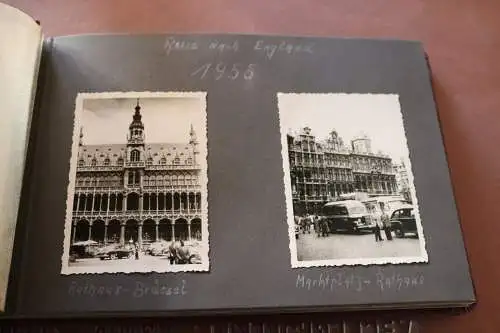 Reise nach England
1955
Rathaus-Brüssel
Marktplatz-Rathaus